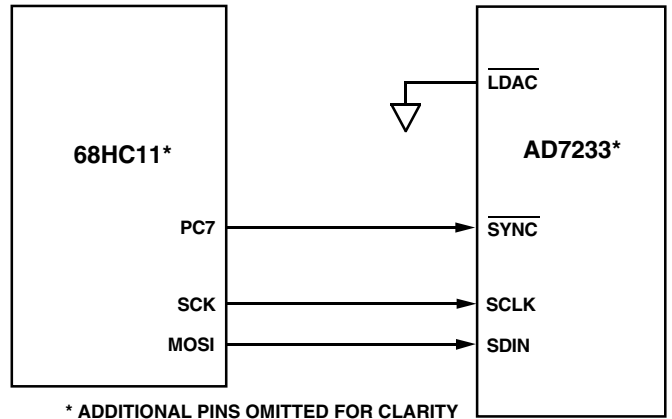 68HC11*
PC7
SCK
MOSI
LDAC
AD7233*
SYNC
SCLK
SDIN
* ADDITIONAL PINS OMITTED FOR CLARITY